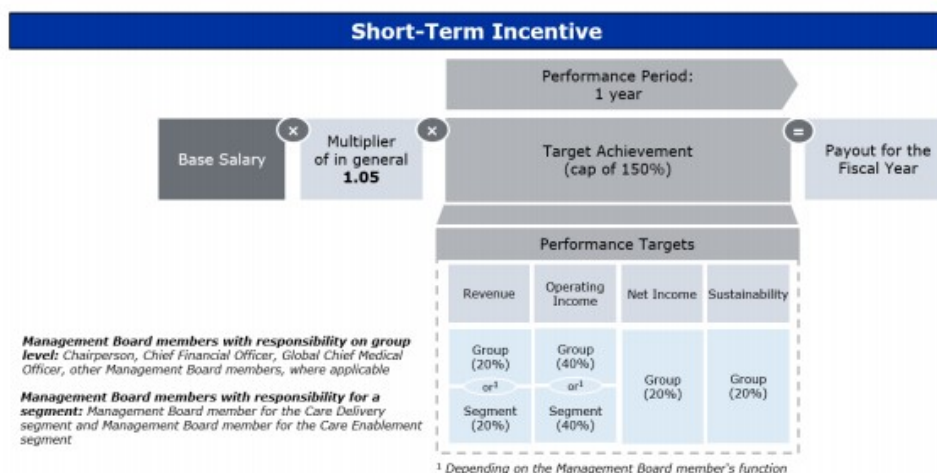 Short-Term Incentive
Performance Period:
1 year
Base Salary
×
Multiplier
of in general
1.05
×
Target Achievement
(cap of 150%)
=
Payout for the
Fiscal Year
Performance Targets
Revenue
Operating
Income
Net Income
Sustainability
Group
(20%)
or¹
Segment
(20%)
Group
(40%)
or¹
Segment
(40%)
Group
(20%)
Group
(20%)
Management Board members with responsibility on group
level: Chairperson, Chief Financial Officer, Global Chief Medical
Officer, other Management Board members, where applicable
Management Board members with responsibility for a
segment: Management Board member for the Care Delivery
segment and Management Board member for the Care Enablement
segment
¹ Depending on the Management Board member's function